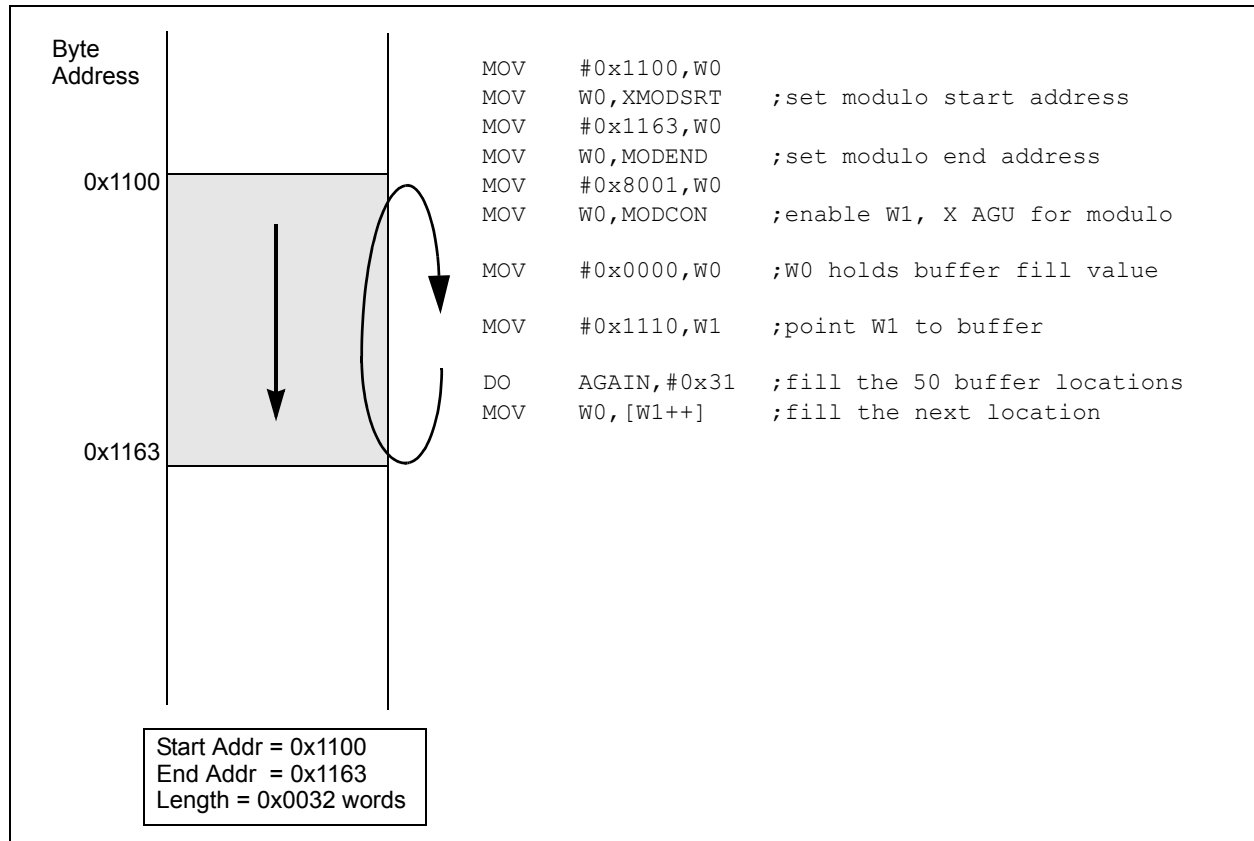 Byte
Address
0x1100
0x1163
MOV #0x1100,W0
MOV W0,XMODSRT ;set modulo start address
MOV #0x1163,W0
MOV W0,MODEND ;set modulo end address
MOV #0x8001,W0
MOV W0,MODCON ;enable W1, X AGU for modulo
MOV #0x0000,W0 ;W0 holds buffer fill value
MOV #0x1110,W1 ;point W1 to buffer
DO AGAIN,#0x31 ;fill the 50 buffer locations
MOV W0,[W1++] ;fill the next location
Start Addr = 0x1100
End Addr = 0x1163
Length = 0x0032 words